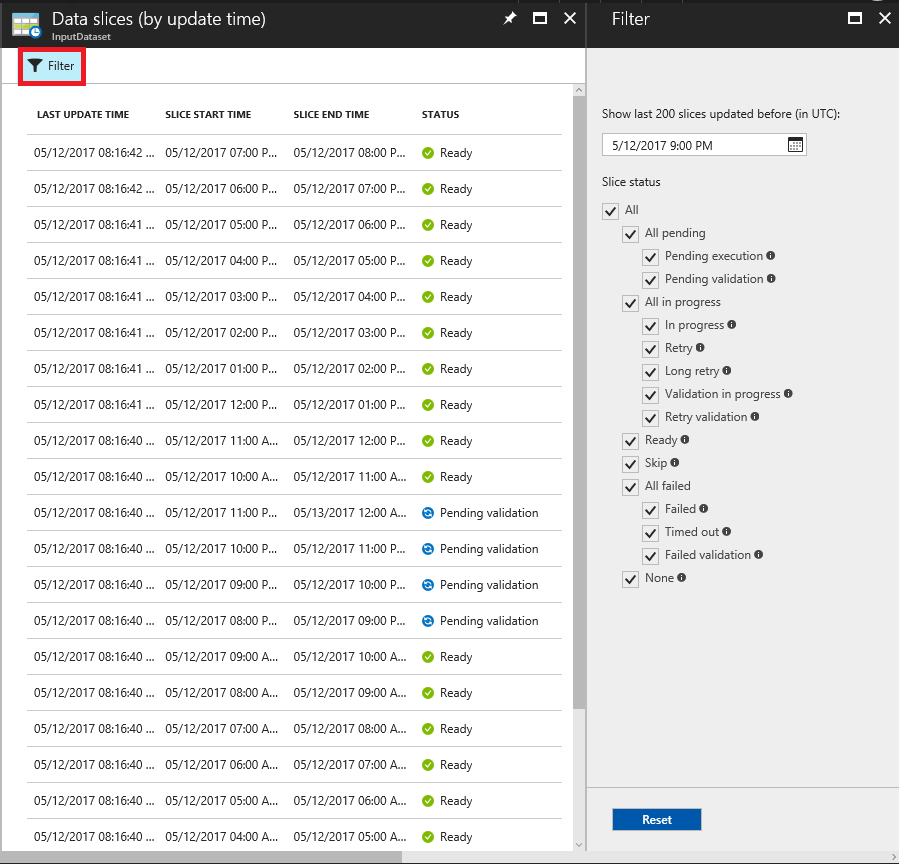 Data slices (by update time)
InputDataset
Filter
LAST UPDATE TIME SLICE START TIME SLICE END TIME STATUS
05/12/2017 08:16:42 ... 05/12/2017 07:00 P... 05/12/2017 08:00 P... Ready
05/12/2017 08:16:42 ... 05/12/2017 06:00 P... 05/12/2017 07:00 P... Ready
05/12/2017 08:16:41 ... 05/12/2017 05:00 P... 05/12/2017 06:00 P... Ready
05/12/2017 08:16:41 ... 05/12/2017 04:00 P... 05/12/2017 05:00 P... Ready
05/12/2017 08:16:41 ... 05/12/2017 03:00 P... 05/12/2017 04:00 P... Ready
05/12/2017 08:16:41 ... 05/12/2017 02:00 P... 05/12/2017 03:00 P... Ready
05/12/2017 08:16:41 ... 05/12/2017 01:00 P... 05/12/2017 02:00 P... Ready
05/12/2017 08:16:41 ... 05/12/2017 12:00 P... 05/12/2017 01:00 P... Ready
05/12/2017 08:16:40 ... 05/12/2017 11:00 A... 05/12/2017 12:00 P... Ready
05/12/2017 08:16:40 ... 05/12/2017 10:00 A... 05/12/2017 11:00 A... Ready
05/12/2017 08:16:40 ... 05/12/2017 11:00 P... 05/13/2017 12:00 A... Pending validation
05/12/2017 08:16:40 ... 05/12/2017 10:00 P... 05/12/2017 11:00 P... Pending validation
05/12/2017 08:16:40 ... 05/12/2017 09:00 P... 05/12/2017 10:00 P... Pending validation
05/12/2017 08:16:40 ... 05/12/2017 08:00 P... 05/12/2017 09:00 P... Pending validation
05/12/2017 08:16:40 ... 05/12/2017 09:00 A... 05/12/2017 10:00 A... Ready
05/12/2017 08:16:40 ... 05/12/2017 08:00 A... 05/12/2017 09:00 A... Ready
05/12/2017 08:16:40 ... 05/12/2017 07:00 A... 05/12/2017 08:00 A... Ready
05/12/2017 08:16:40 ... 05/12/2017 06:00 A... 05/12/2017 07:00 A... Ready
05/12/2017 08:16:40 ... 05/12/2017 05:00 A... 05/12/2017 06:00 A... Ready
05/12/2017 08:16:40 ... 05/12/2017 04:00 A... 05/12/2017 05:00 A... Ready
Filter
Show last 200 slices updated before (in UTC):
5/12/2017 9:00 PM
Slice status
All
All pending
Pending execution
Pending validation
All in progress
In progress
Retry
Long retry
Validation in progress
Retry validation
Ready
Skip
All failed
Failed
Timed out
Failed validation
None
Reset